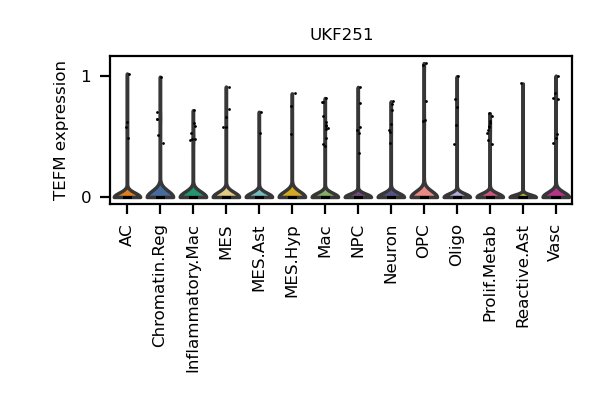 UKF251
TEFM expression
1
0
AC
Chromatin.Reg
Inflammatory.Mac
MES
MES.Ast
MES.Hyp
Mac
NPC
Neuron
OPC
Oligo
Prolif.Metab
Reactive.Ast
Vasc